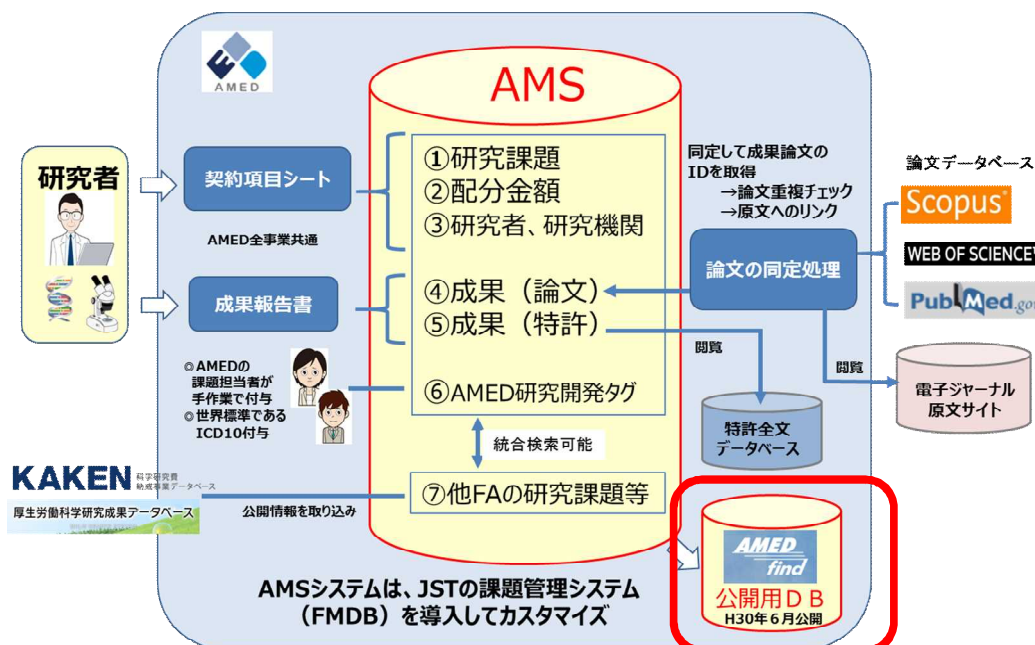 AMED
AMS
研究者
契約項目シート
AMED全事業共通
成果報告書
①研究課題
②配分金額
③研究者、研究機関
④成果（論文）
⑤成果（特許）
⑥AMED研究開発タグ
統合検索可能
⑦他FAの研究課題等
◎AMEDの
課題担当者が
手作業で付与
◎世界標準である
ICD10付与
KAKEN
科学研究費
助成事業データベース
厚生労働科学研究成果データベース
公開情報を取り込み
同定して成果論文の
IDを取得
→論文重複チェック
→原文へのリンク
論文の同定処理
論文データベース
Scopus®
WEB OF SCIENCE
PubMed.gov
閲覧
閲覧
電子ジャーナル
原文サイト
特許全文
データベース
AMED
find
公開用ＤＢ
H30年６月公開
AMSシステムは、JSTの課題管理システム
（FMDB）を導入してカスタマイズ